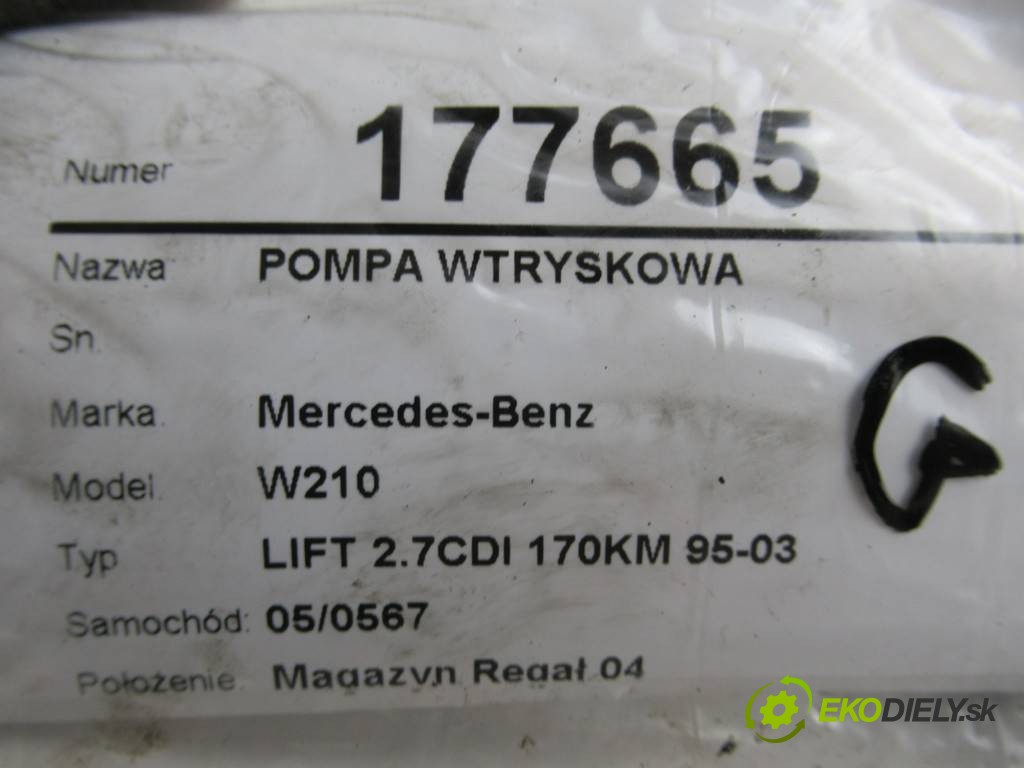 Numer 177665
Nazwa POMPA WTRYSKOWA
Sn.
Marka. Mercedes-Benz
Model. W210
Typ LIFT 2.7CDI 170KM 95-03
Samochód: 05/0567
Położenie. Magazyn Regał 04
G
EKODIELY.sk